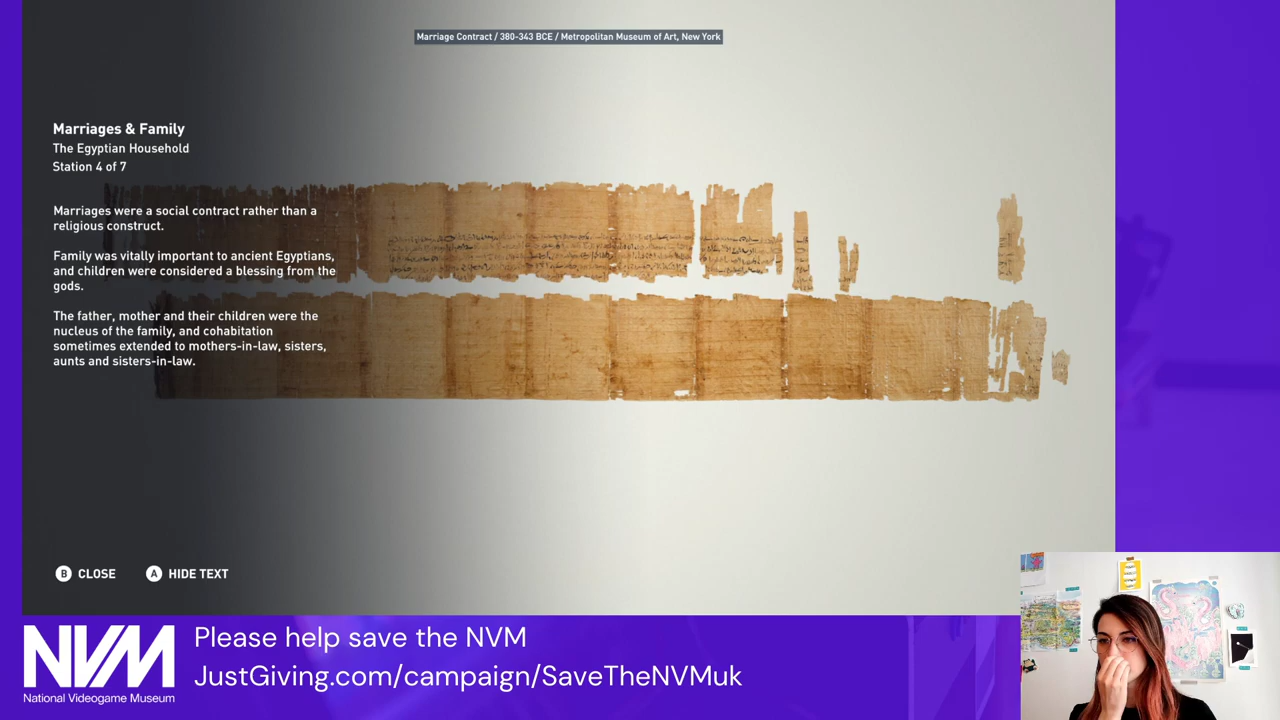 Marriage Contract / 380-343 BCE / Metropolitan Museum of Art, New York
Marriages & Family
The Egyptian Household
Station 4 of 7
Marriages were a social contract rather than a
religious construct.
Family was vitally important to ancient Egyptians,
and children were considered a blessing from the
gods.
The father, mother and their children were the
nucleus of the family, and cohabitation
sometimes extended to mothers-in-law, sisters,
aunts and sisters-in-law.
B CLOSE A HIDE TEXT
NVM
National Videogame Museum
Please help save the NVM
JustGiving.com/campaign/SaveTheNVMuk